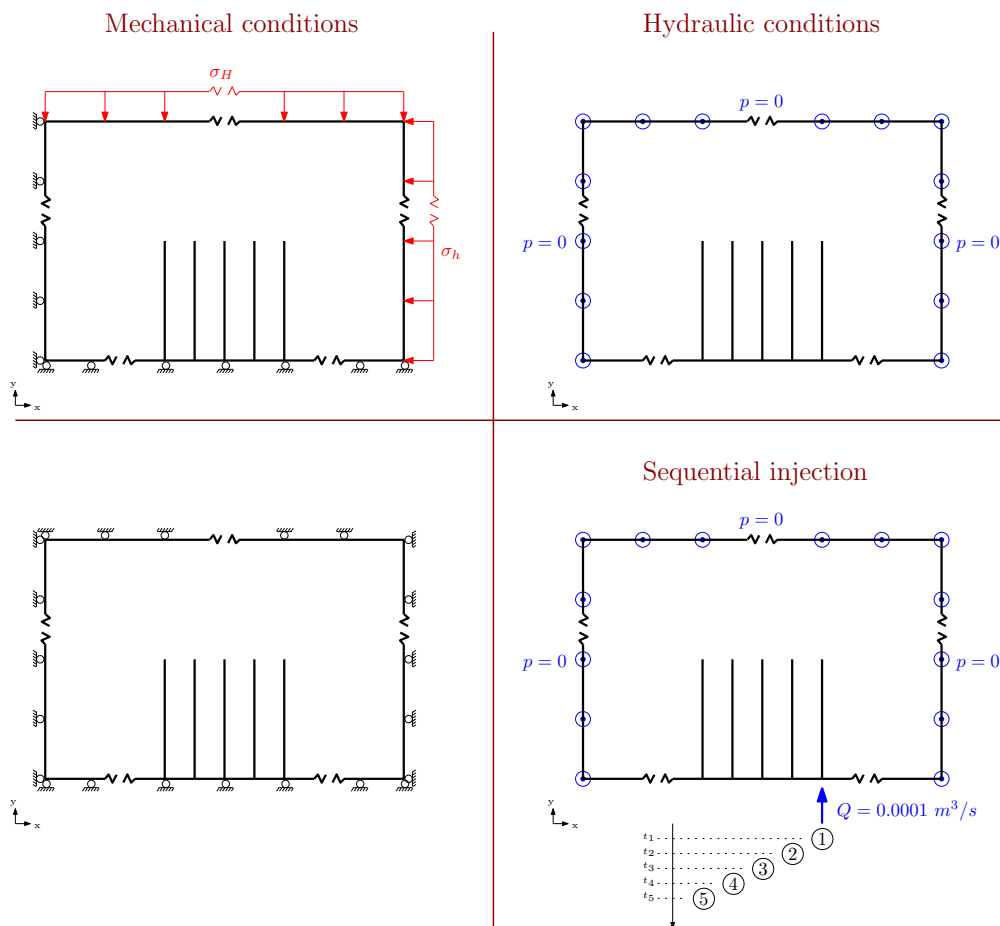 Mechanical conditions
σ_H
σ_h
y
x
Hydraulic conditions
p = 0
p = 0
p = 0
y
x
y
x
Sequential injection
p = 0
p = 0
p = 0
Q = 0.0001 m³/s
y
x
t₁ 1
t₂ 2
t₃ 3
t₄ 4
t₅ 5